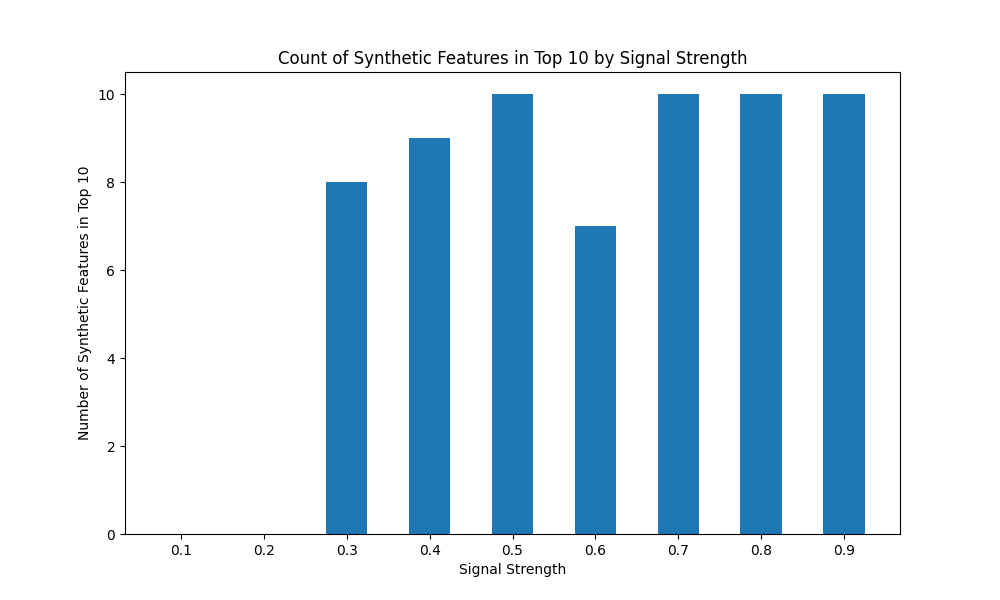 Count of Synthetic Features in Top 10 by Signal Strength
Number of Synthetic Features in Top 10
10
8
6
4
2
0
0.1 0.2 0.3 0.4 0.5 0.6 0.7 0.8 0.9
Signal Strength